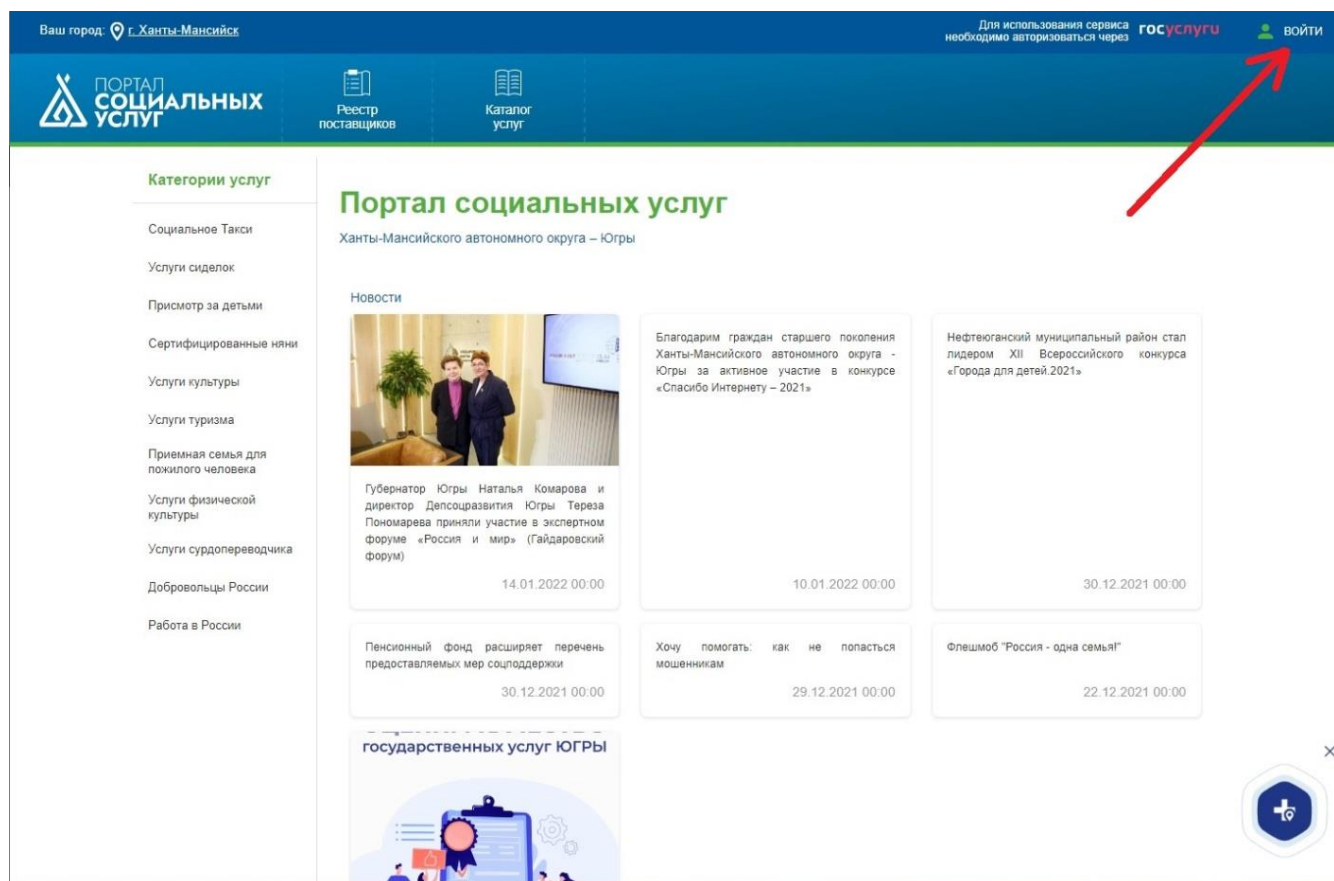 Ваш город: г. Ханты-Мансийск
Для использования сервиса
необходимо авторизоваться через
госуслуги
ВОЙТИ
ПОРТАЛ
СОЦИАЛЬНЫХ
УСЛУГ
Реестр
поставщиков
Каталог
услуг
Категории услуг
Социальное Такси
Услуги сиделок
Присмотр за детьми
Сертифицированные няни
Услуги культуры
Услуги туризма
Приемная семья для
пожилого человека
Услуги физической
культуры
Услуги сурдопереводчика
Добровольцы России
Работа в России
Портал социальных услуг
Ханты-Мансийского автономного округа – Югры
Новости
Губернатор Югры Наталья Комарова и
директор Депсоцразвития Югры Тереза
Пономарева приняли участие в экспертном
форуме «Россия и мир» (Гайдаровский
форум)
14.01.2022 00:00
Благодарим граждан старшего поколения
Ханты-Мансийского автономного округа -
Югры за активное участие в конкурсе
«Спасибо Интернету – 2021»
10.01.2022 00:00
Нефтеюганский муниципальный район стал
лидером XII Всероссийского конкурса
«Города для детей.2021»
30.12.2021 00:00
Пенсионный фонд расширяет перечень
предоставляемых мер соцподдержки
30.12.2021 00:00
Хочу помогать: как не попасться
мошенникам
29.12.2021 00:00
Флешмоб "Россия - одна семья!"
22.12.2021 00:00
государственных услуг ЮГРЫ